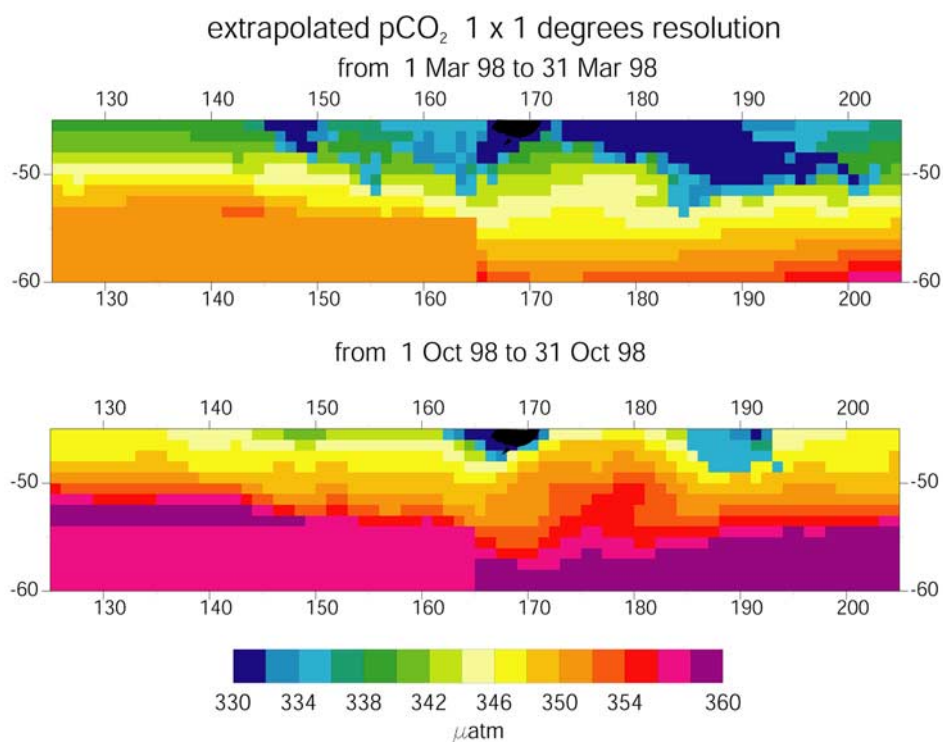 extrapolated pCO₂ 1 x 1 degrees resolution
from 1 Mar 98 to 31 Mar 98
130 140 150 160 170 180 190 200
-50 -50
-60 -60
130 140 150 160 170 180 190 200
from 1 Oct 98 to 31 Oct 98
130 140 150 160 170 180 190 200
-50 -50
-60 -60
130 140 150 160 170 180 190 200
330 334 338 342 346 350 354 360
μatm